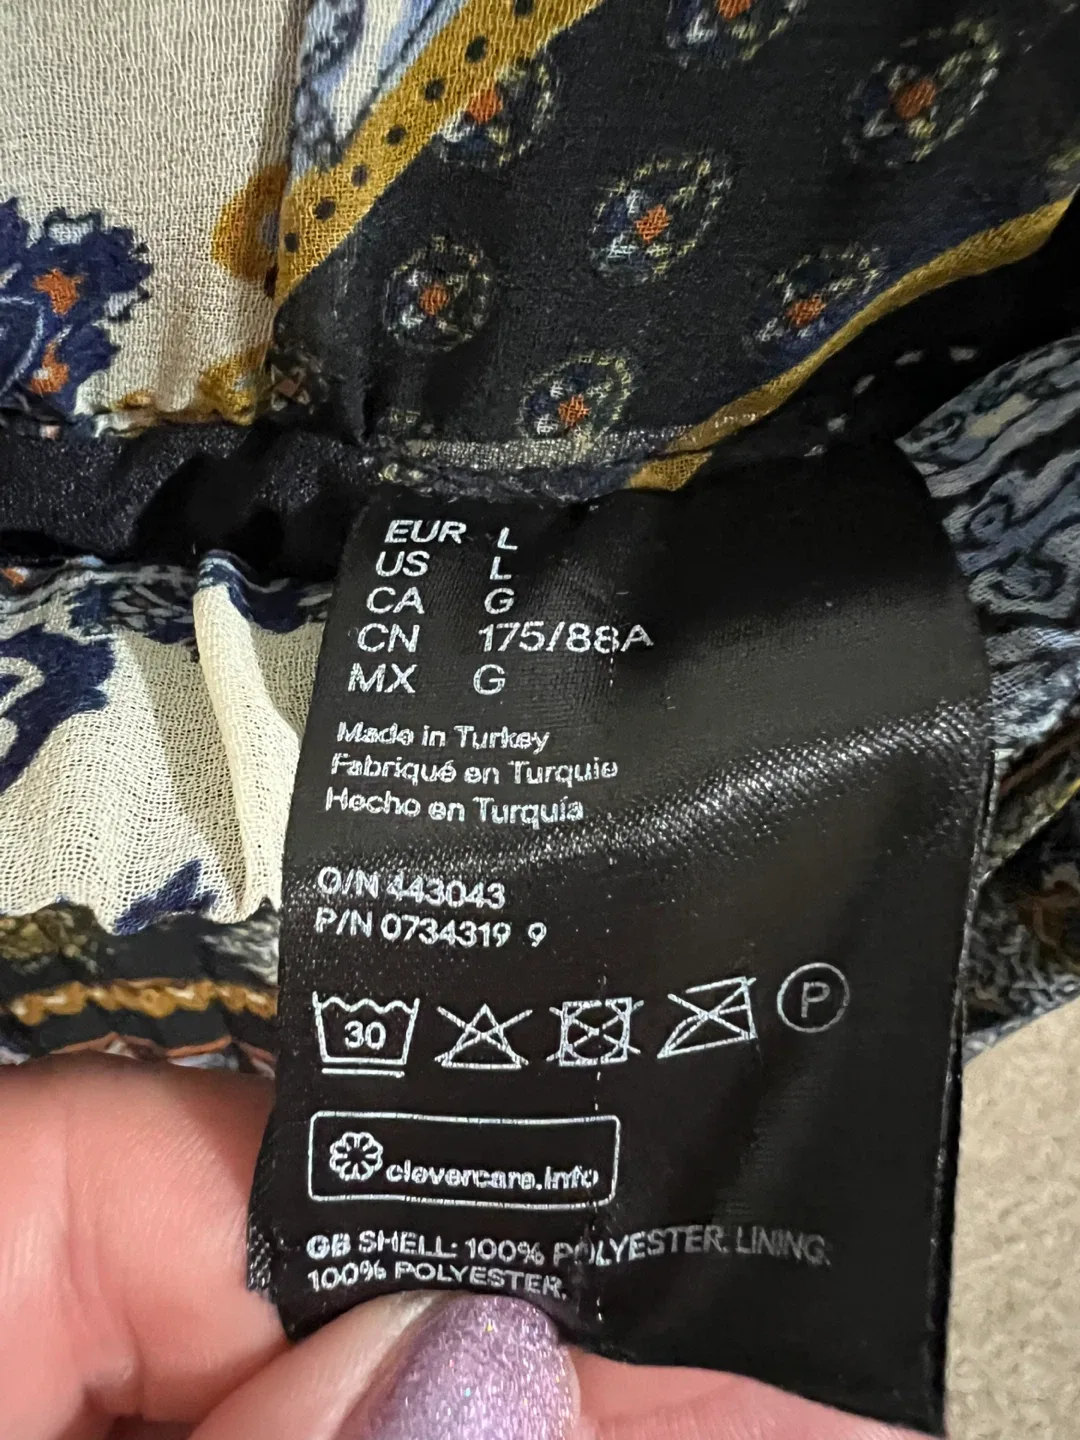 EUR L
US L
CA G
CN 175/88A
MX G
Made in Turkey
Fabriqué en Turquie
Hecho en Turquía
O/N 443043
P/N 0734319 9
30
P
clevercare.info
GB SHELL: 100% POLYESTER. LINING:
100% POLYESTER.